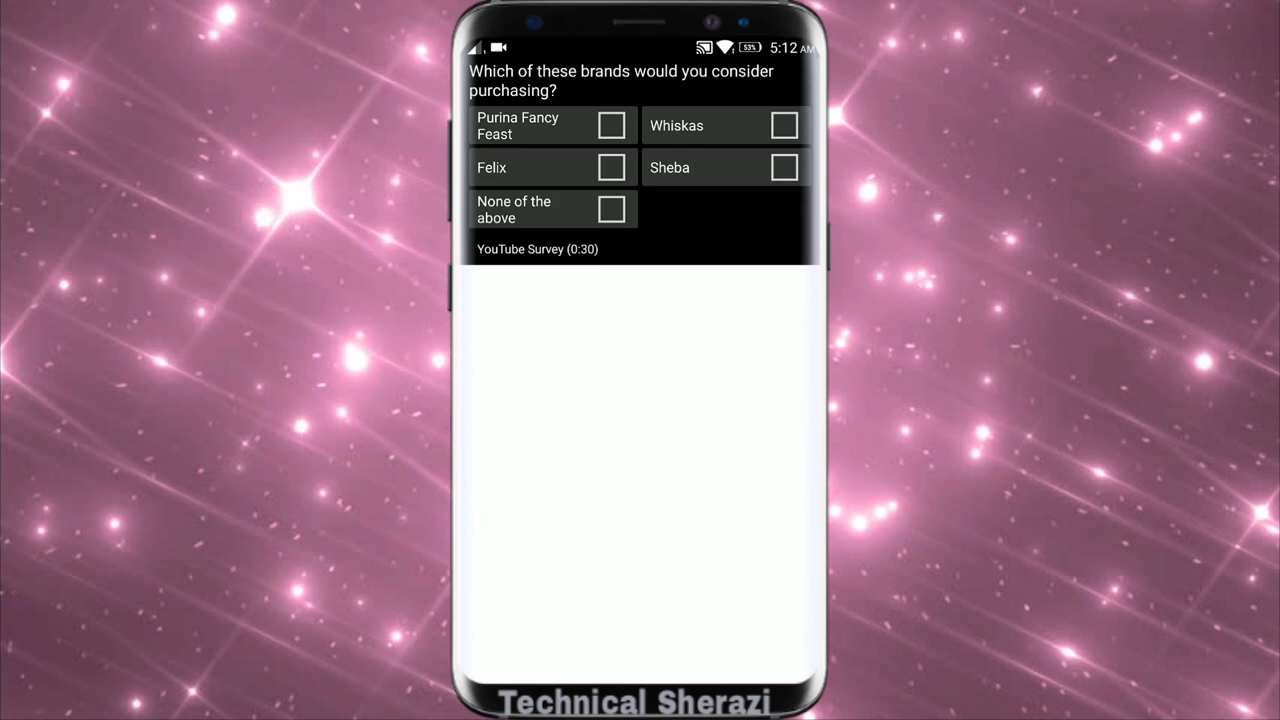 53% 5:12 AM
Which of these brands would you consider
purchasing?
Purina Fancy
Feast
Whiskas
Felix
Sheba
None of the
above
YouTube Survey (0:30)
Technical Sherazi